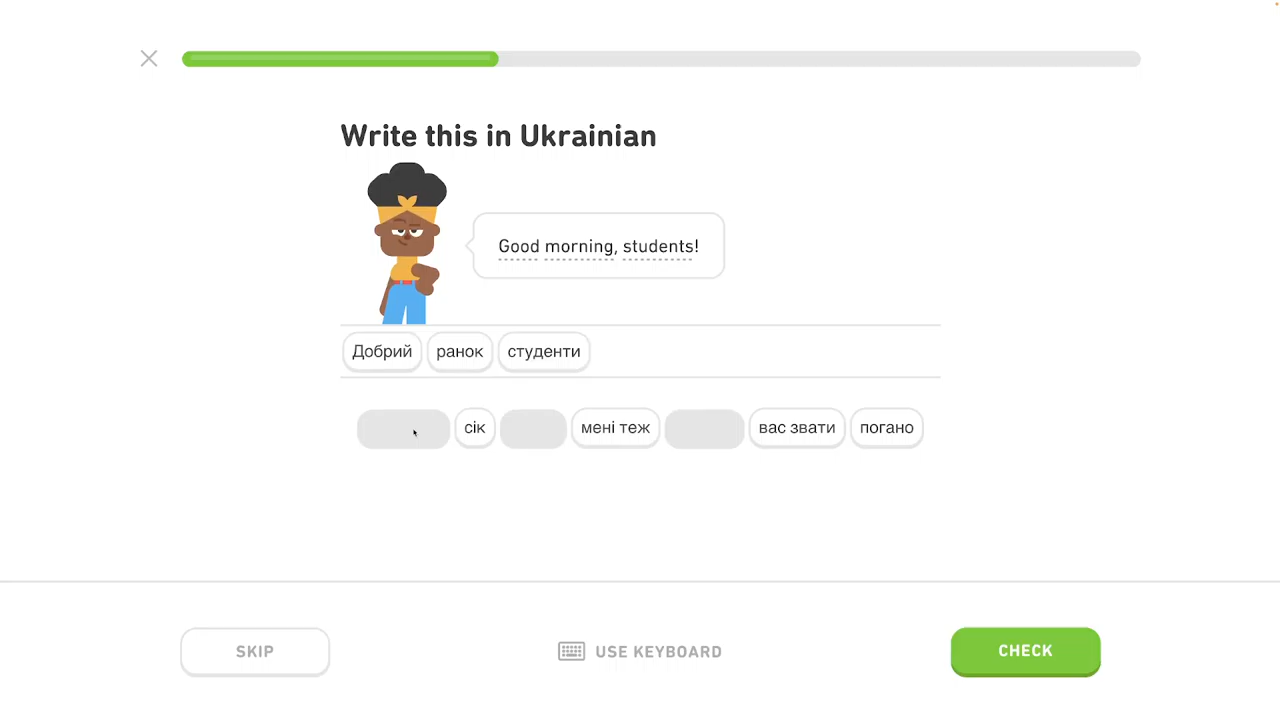 Write this in Ukrainian
Good morning, students!
Добрий ранок студенти
сік мені теж вас звати погано
SKIP USE KEYBOARD CHECK